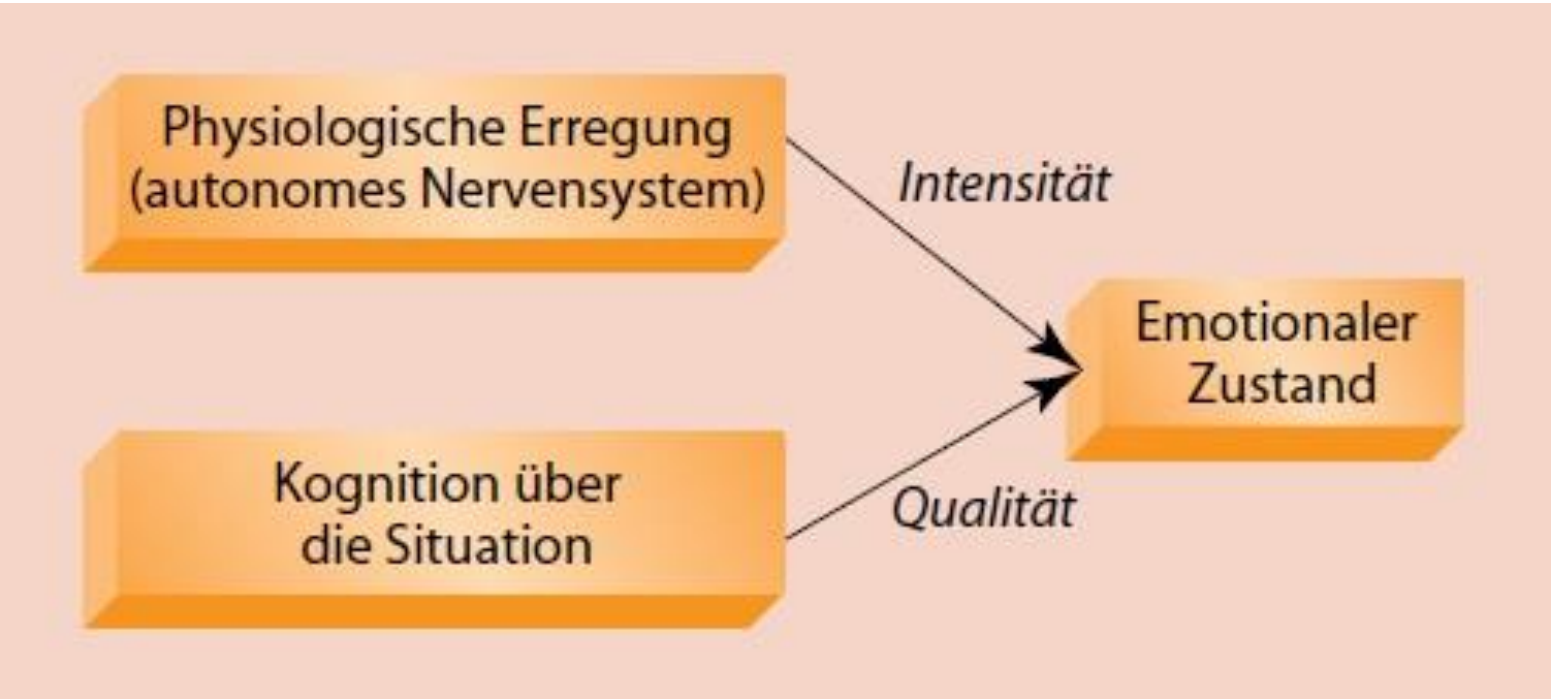 Physiologische Erregung
(autonomes Nervensystem)
Intensität
Emotionaler
Zustand
Kognition über
die Situation
Qualität